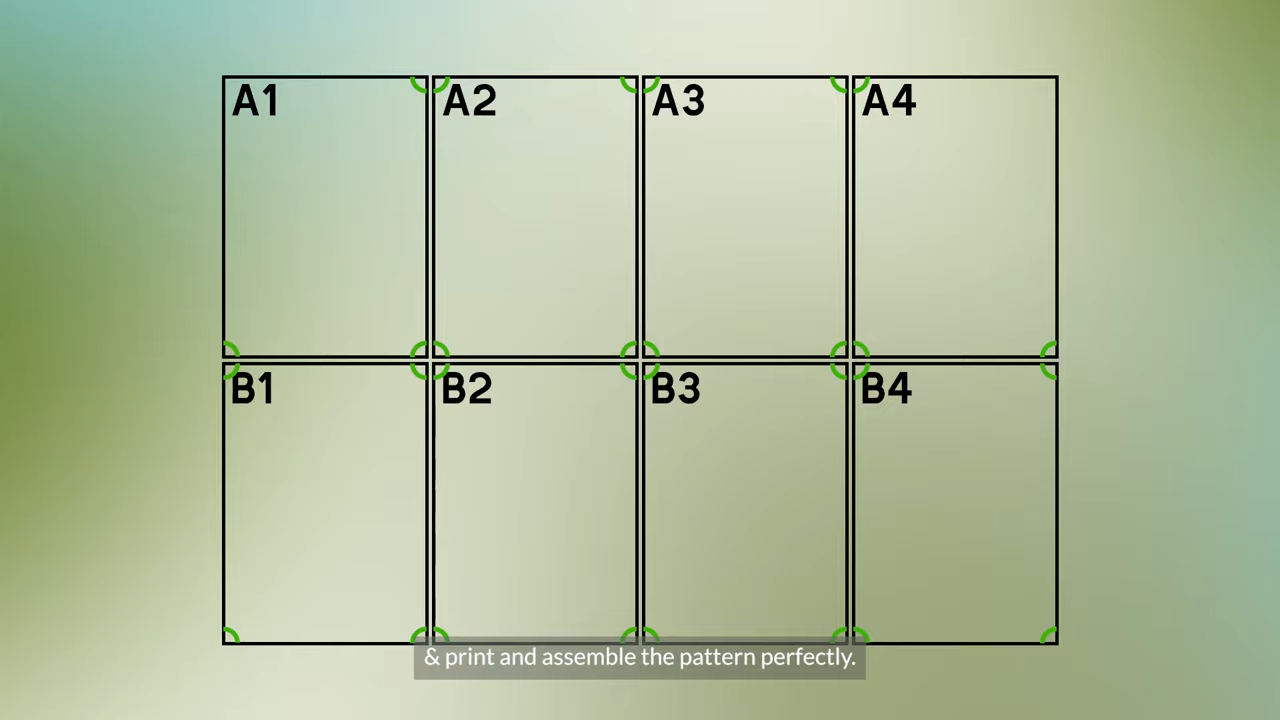 A1 A2 A3 A4
B1 B2 B3 B4
& print and assemble the pattern perfectly.